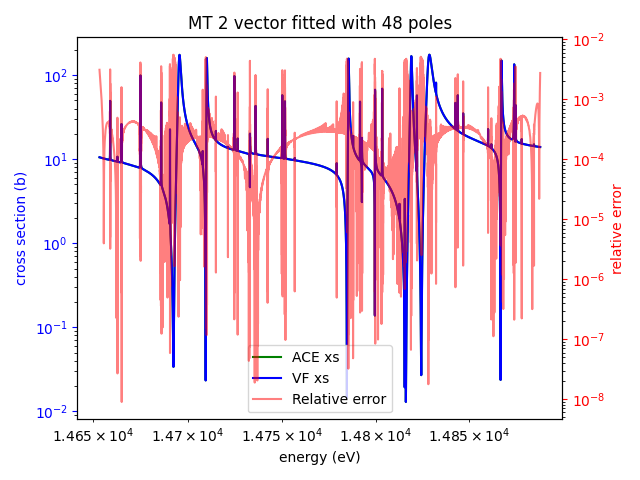 MT 2 vector fitted with 48 poles
cross section (b)
10²
10¹
10⁰
10⁻¹
10⁻²
10⁻²
10⁻³
10⁻⁴
10⁻⁵
10⁻⁶
10⁻⁷
10⁻⁸
relative error
ACE xs
VF xs
Relative error
1.465 × 10⁴ 1.47 × 10⁴ 1.475 × 10⁴ 1.48 × 10⁴ 1.485 × 10⁴
energy (eV)